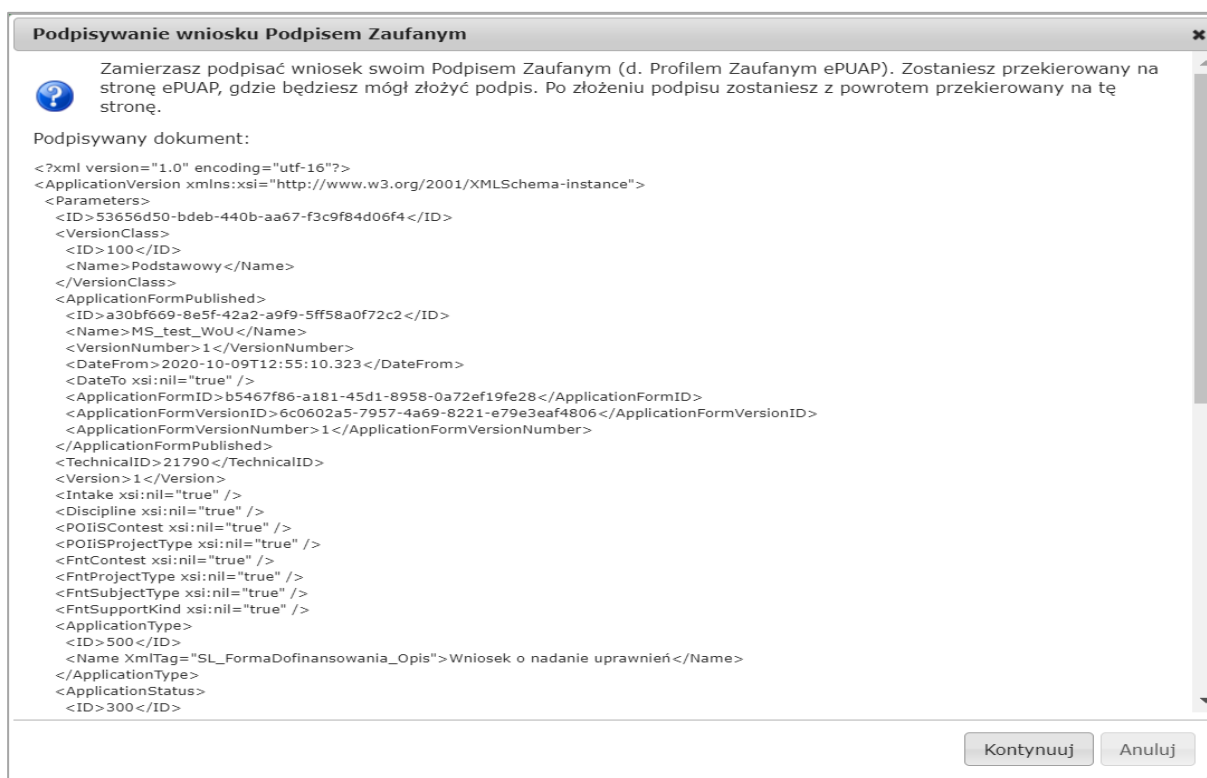 Podpisywanie wniosku Podpisem Zaufanym
Zamierzasz podpisać wniosek swoim Podpisem Zaufanym (d. Profilem Zaufanym ePUAP). Zostaniesz przekierowany na
stronę ePUAP, gdzie będziesz mógł złożyć podpis. Po złożeniu podpisu zostaniesz z powrotem przekierowany na tę
stronę.
Podpisywany dokument:
<?xml version="1.0" encoding="utf-16"?>
<ApplicationVersion xmlns:xsi="http://www.w3.org/2001/XMLSchema-instance">
<Parameters>
<ID>53656d50-bdeb-440b-aa67-f3c9f84d06f4</ID>
<VersionClass>
<ID>100</ID>
<Name>Podstawowy</Name>
</VersionClass>
<ApplicationFormPublished>
<ID>a30bf669-8e5f-42a2-a9f9-5ff58a0f72c2</ID>
<Name>MS_test_WoU</Name>
<VersionNumber>1</VersionNumber>
<DateFrom>2020-10-09T12:55:10.323</DateFrom>
<DateTo xsi:nil="true" />
<ApplicationFormID>b5467f86-a181-45d1-8958-0a72ef19fe28</ApplicationFormID>
<ApplicationFormVersionID>6c0602a5-7957-4a69-8221-e79e3eaf4806</ApplicationFormVersionID>
<ApplicationFormVersionNumber>1</ApplicationFormVersionNumber>
</ApplicationFormPublished>
<TechnicalID>21790</TechnicalID>
<Version>1</Version>
<Intake xsi:nil="true" />
<Discipline xsi:nil="true" />
<POIiSContest xsi:nil="true" />
<POIiSProjectType xsi:nil="true" />
<FntContest xsi:nil="true" />
<FntProjectType xsi:nil="true" />
<FntSubjectType xsi:nil="true" />
<FntSupportKind xsi:nil="true" />
<ApplicationType>
<ID>500</ID>
<Name XmlTag="SL_FormaDofinansowania_Opis">Wniosek o nadanie uprawnień</Name>
</ApplicationType>
<ApplicationStatus>
<ID>300</ID>
Kontynuuj Anuluj